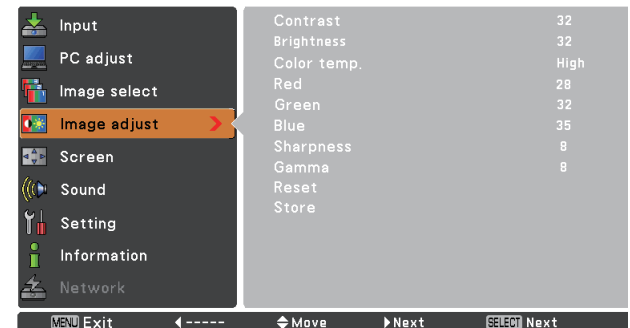 Input
PC adjust
Image select
Image adjust
Screen
Sound
Setting
Information
Network
Contrast 32
Brightness 32
Color temp. High
Red 28
Green 32
Blue 35
Sharpness 8
Gamma 8
Reset
Store
MENU Exit ----- Move Next SELECT Next